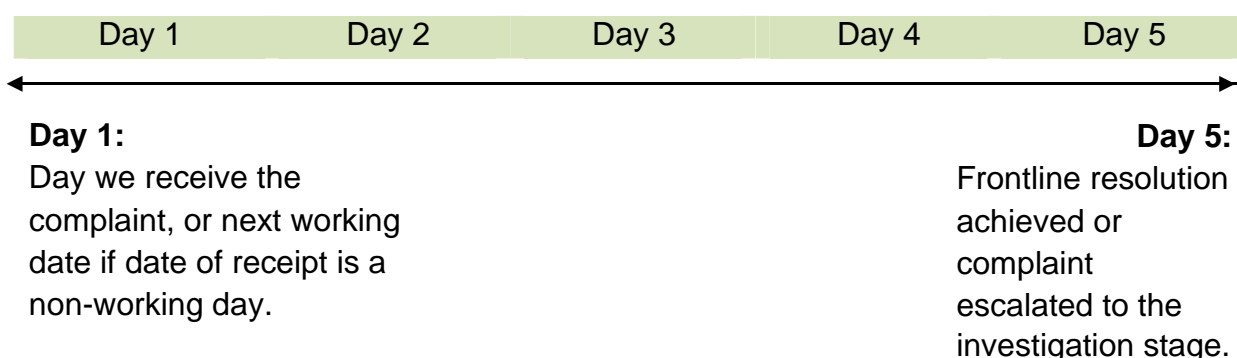 Day 1 Day 2 Day 3 Day 4 Day 5
Day 1:
Day we receive the
complaint, or next working
date if date of receipt is a
non-working day.
Day 5:
Frontline resolution
achieved or
complaint
escalated to the
investigation stage.